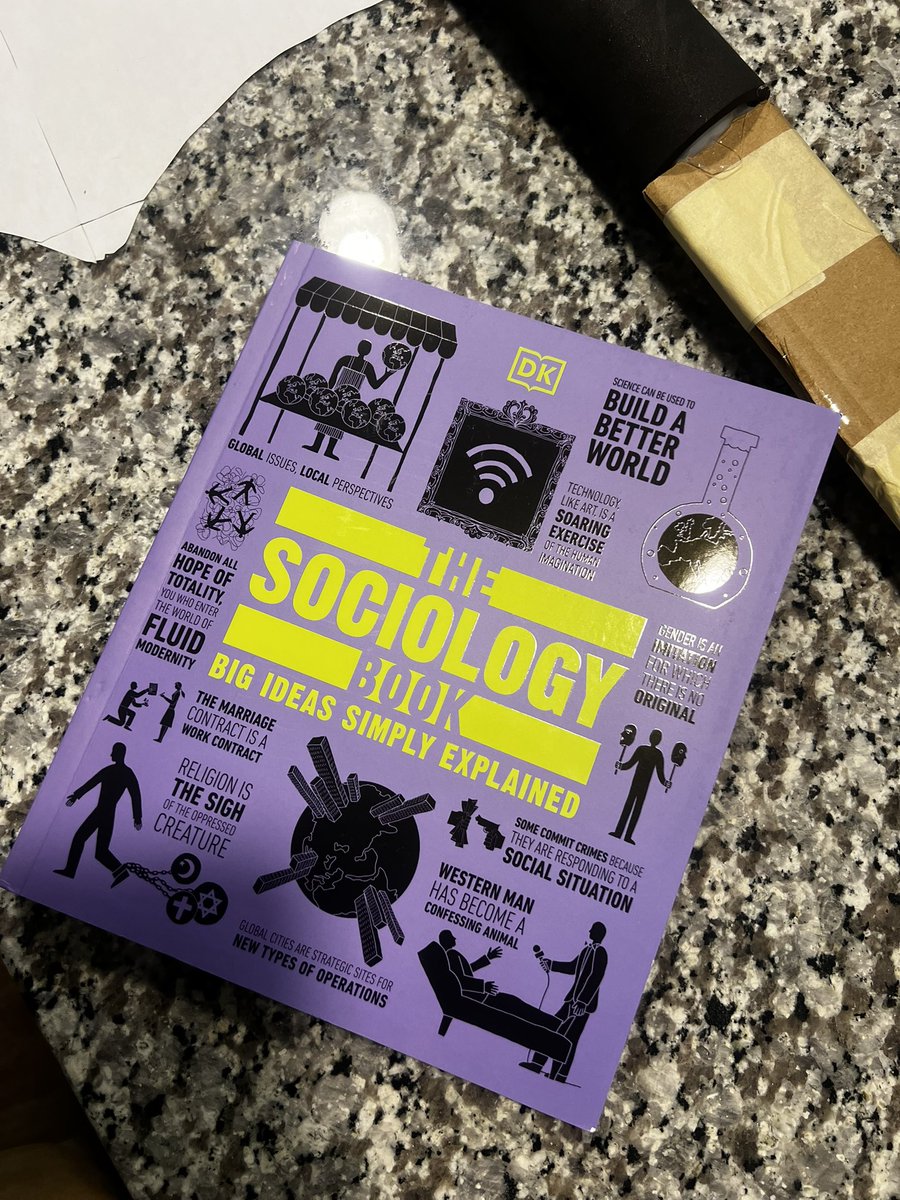 DK
SCIENCE CAN BE USED TO
BUILD A
BETTER
WORLD
GLOBAL ISSUES, LOCAL PERSPECTIVES
TECHNOLOGY,
LIKE ART, IS A
SOARING
EXERCISE
OF THE HUMAN
IMAGINATION
ABANDON ALL
HOPE OF
TOTALITY,
YOU WHO ENTER
THE WORLD OF
FLUID
MODERNITY
THE
SOCIOLOGY
BOOK
BIG IDEAS SIMPLY EXPLAINED
GENDER IS AN
IMITATION
FOR WHICH
THERE IS NO
ORIGINAL
THE MARRIAGE
CONTRACT IS A
WORK CONTRACT
RELIGION IS
THE SIGH
OF THE OPPRESSED
CREATURE
SOME COMMIT CRIMES BECAUSE
THEY ARE RESPONDING TO A
SOCIAL SITUATION
WESTERN MAN
HAS BECOME A
CONFESSING ANIMAL
GLOBAL CITIES ARE STRATEGIC SITES FOR
NEW TYPES OF OPERATIONS